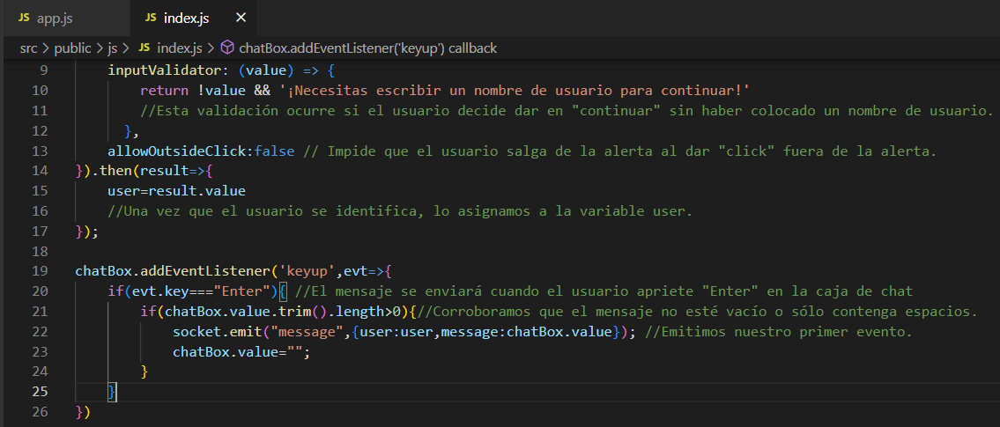 JS app.js JS index.js ×
src > public > js > JS index.js > chatBox.addEventListener('keyup') callback
9 inputValidator: (value) => {
10 return !value && '¡Necesitas escribir un nombre de usuario para continuar!'
11 //Esta validación ocurre si el usuario decide dar en "continuar" sin haber colocado un nombre de usuario.
12 },
13 allowOutsideClick:false // Impide que el usuario salga de la alerta al dar "click" fuera de la alerta.
14 }).then(result=>{
15 user=result.value
16 //Una vez que el usuario se identifica, lo asignamos a la variable user.
17 });
18
19 chatBox.addEventListener('keyup',evt=>{
20 if(evt.key==="Enter"){ //El mensaje se enviará cuando el usuario apriete "Enter" en la caja de chat
21 if(chatBox.value.trim().length>0){//Corroboramos que el mensaje no esté vacío o sólo contenga espacios.
22 socket.emit("message",{user:user,message:chatBox.value}); //Emitimos nuestro primer evento.
23 chatBox.value="";
24 }
25 }
26 })